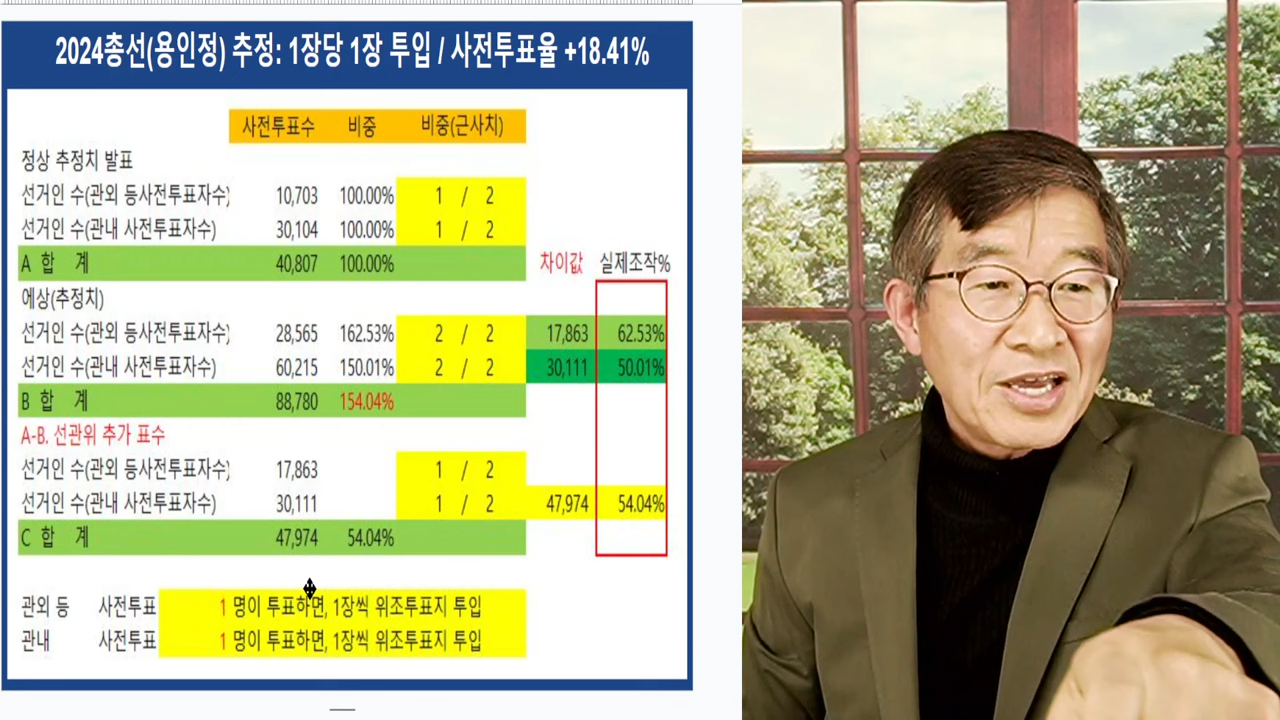 2024총선(용인정) 추정: 1장당 1장 투입 / 사전투표율 +18.41%
사전투표수 비중 비중(근사치)
정상 추정치 발표
선거인 수(관외 등사전투표자수) 10,703 100.00% 1 / 2
선거인 수(관내 사전투표자수) 30,104 100.00% 1 / 2
A 합 계 40,807 100.00% 차이값 실제조작%
에상(추정치)
선거인 수(관외 등사전투표자수) 28,565 162.53% 2 / 2 17,863 62.53%
선거인 수(관내 사전투표자수) 60,215 150.01% 2 / 2 30,111 50.01%
B 합 계 88,780 154.04%
A-B. 선관위 추가 표수
선거인 수(관외 등사전투표자수) 17,863 1 / 2
선거인 수(관내 사전투표자수) 30,111 1 / 2 47,974 54.04%
C 합 계 47,974 54.04%
관외 등 사전투표 1 명이 투표하면, 1장씩 위조투표지 투입
관내 사전투표 1 명이 투표하면, 1장씩 위조투표지 투입